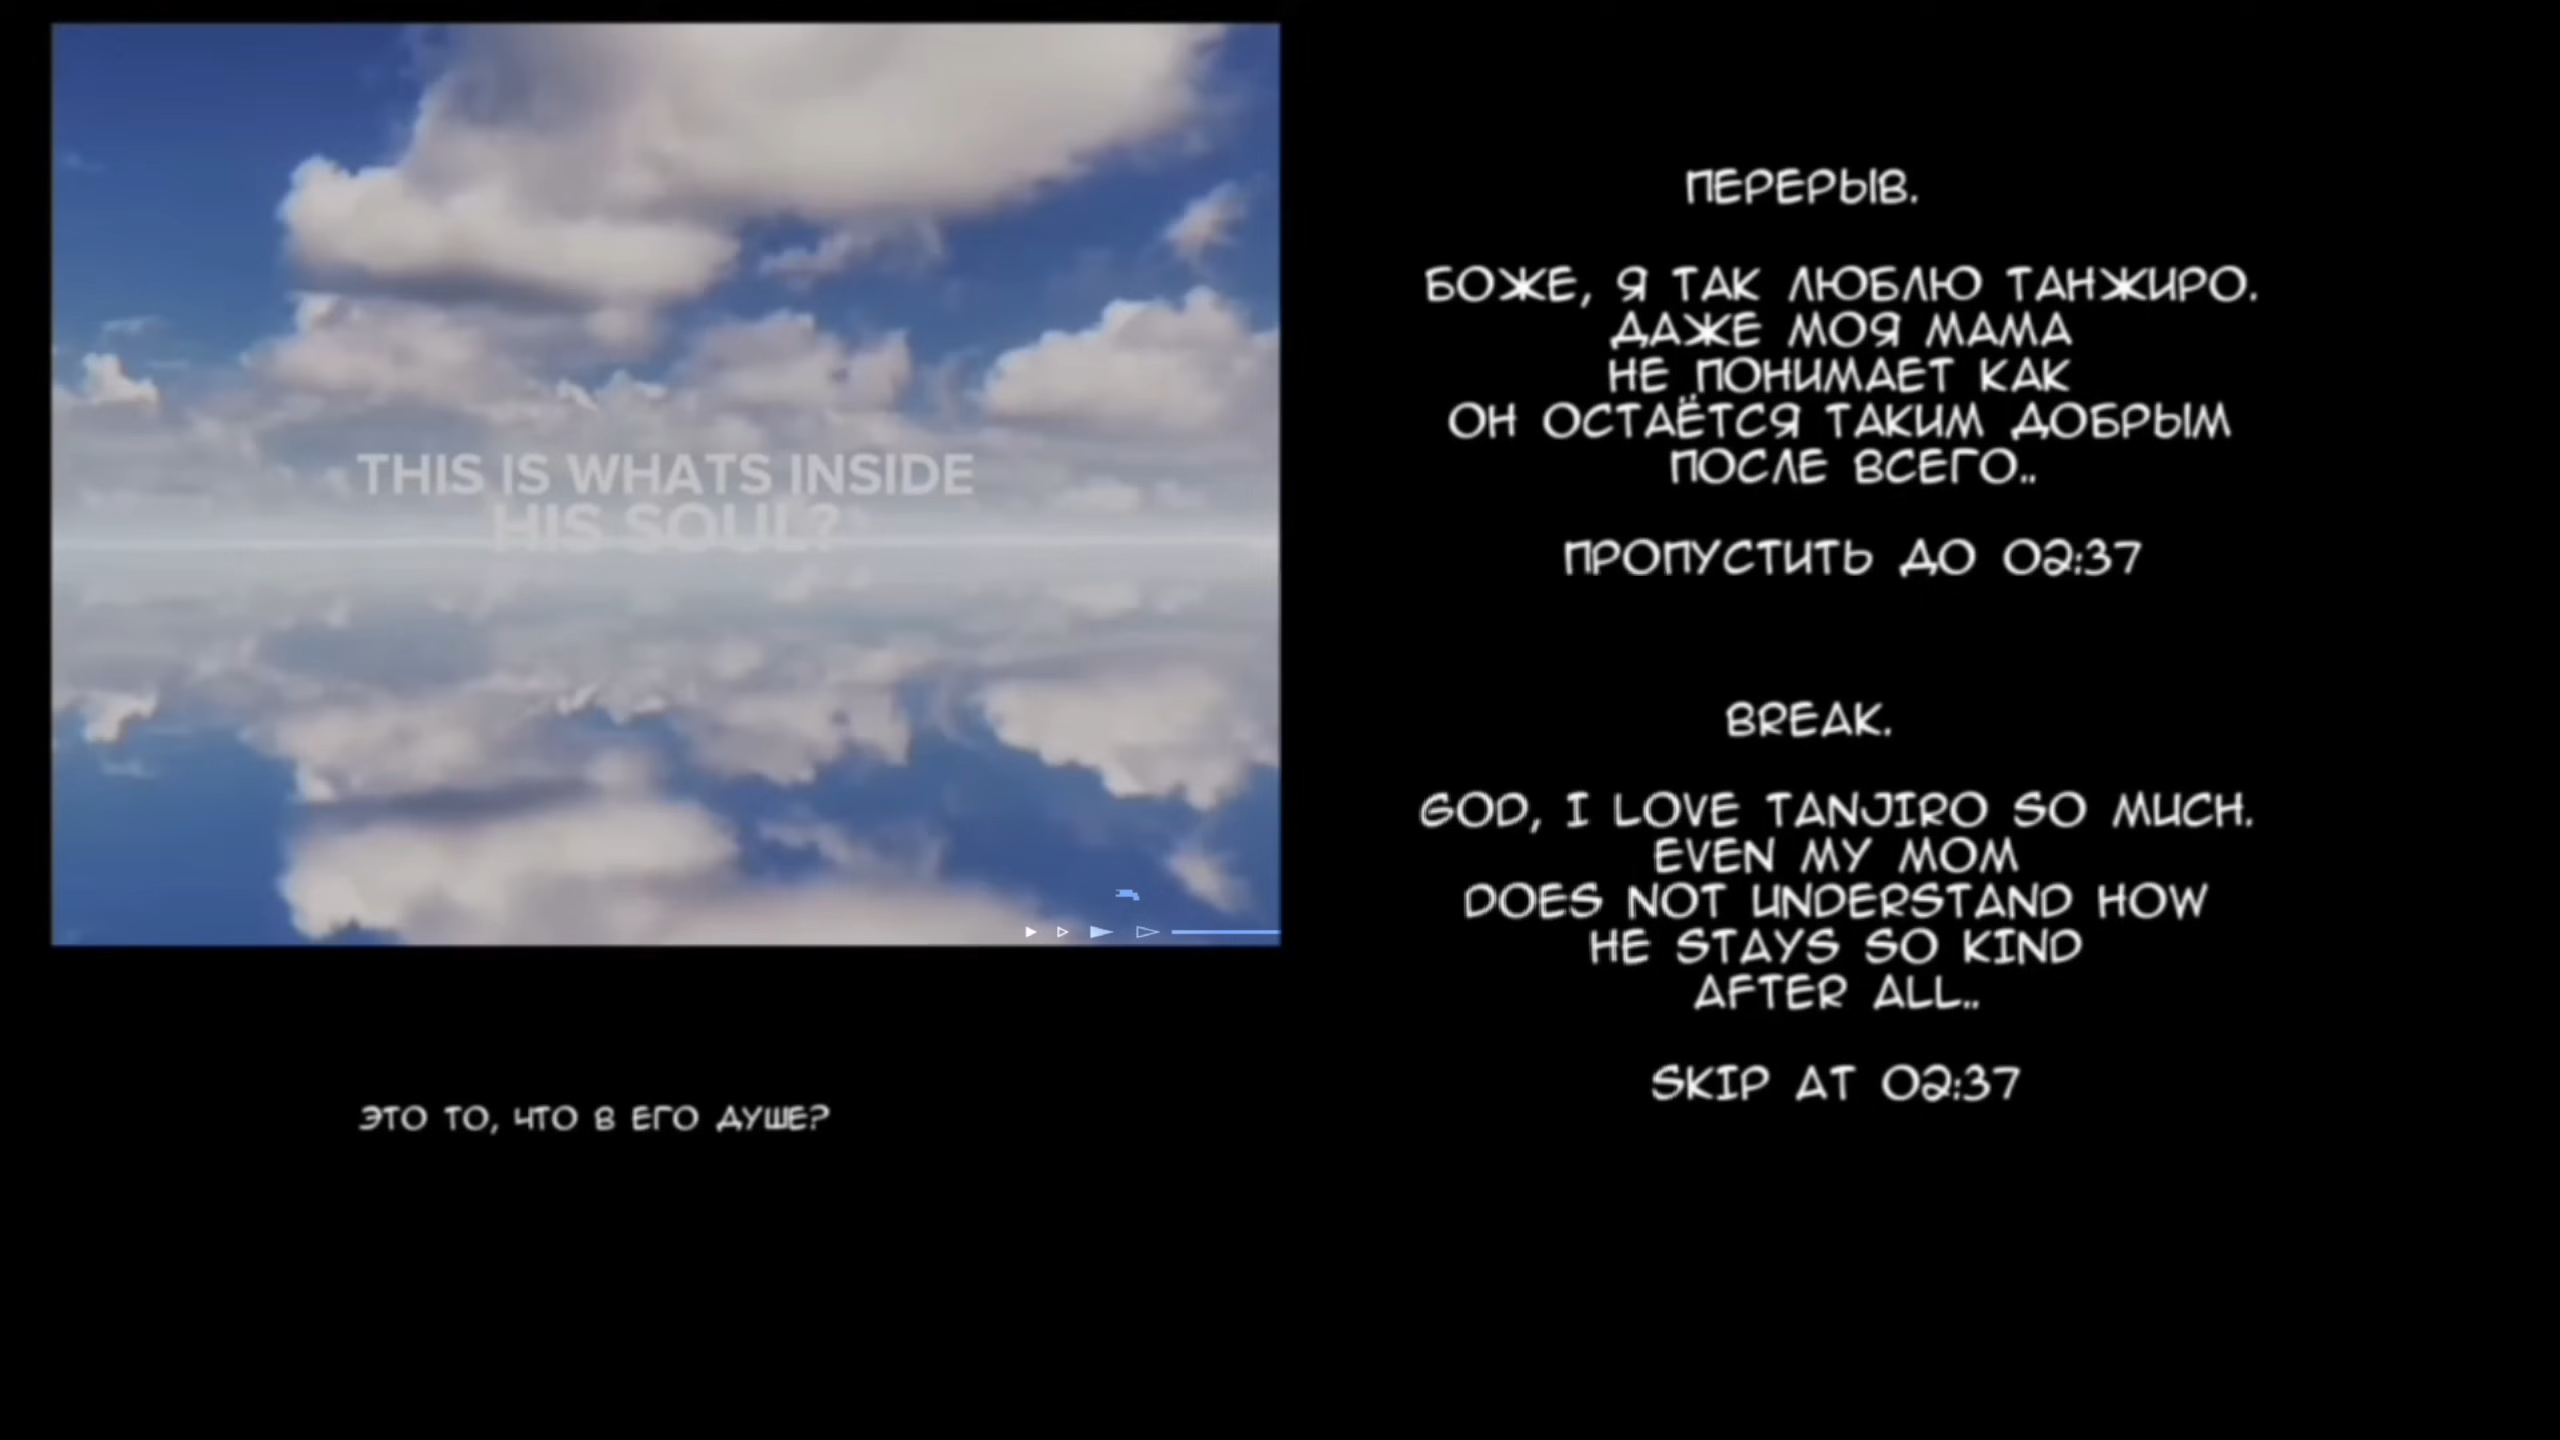 THIS IS WHATS INSIDE
HIS SOUL?
ЭТО ТО, ЧТО В ЕГО ДУШЕ?
ПЕРЕРЫВ.
БОЖЕ, Я ТАК ЛЮБЛЮ ТАНЖИРО.
ДАЖЕ МОЯ МАМА
НЕ ПОНИМАЕТ КАК
ОН ОСТАЁТСЯ ТАКИМ ДОБРЫМ
ПОСЛЕ ВСЕГО..
ПРОПУСТИТЬ ДО 02:37
BREAK.
GOD, I LOVE TANJIRO SO MUCH.
EVEN MY MOM
DOES NOT UNDERSTAND HOW
HE STAYS SO KIND
AFTER ALL..
SKIP AT 02:37